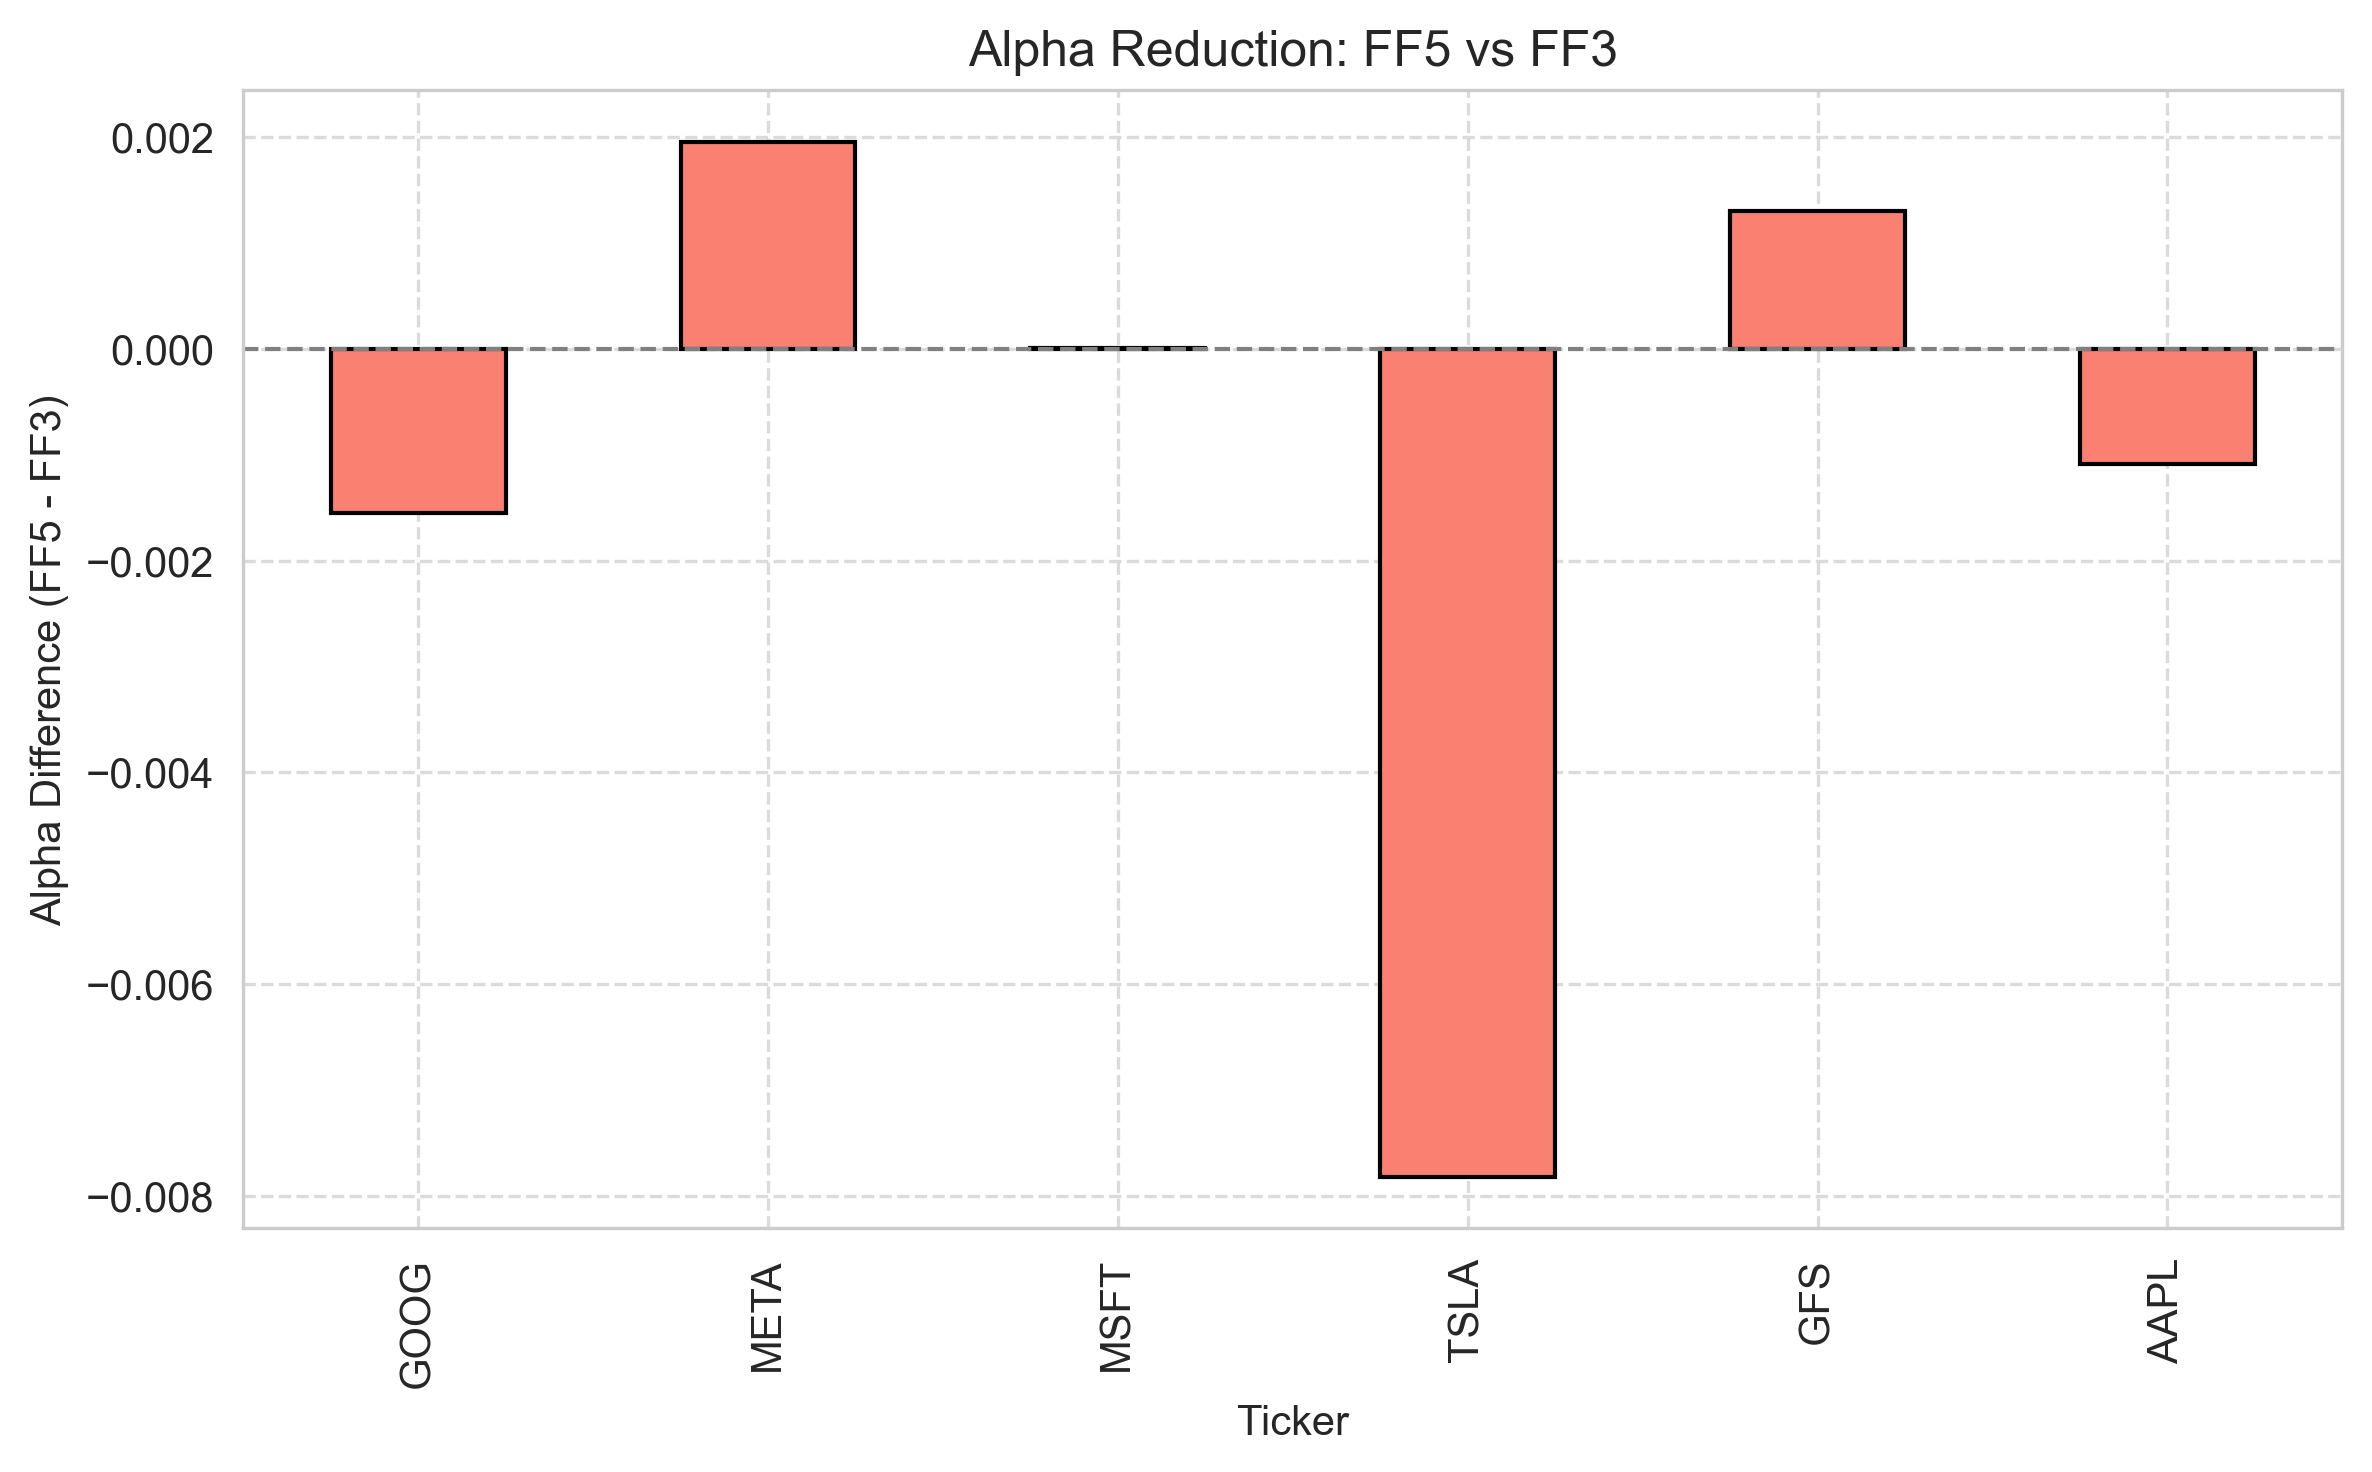 Alpha Reduction: FF5 vs FF3
Alpha Difference (FF5 - FF3)
0.002
0.000
−0.002
−0.004
−0.006
−0.008
GOOG
META
MSFT
TSLA
GFS
AAPL
Ticker